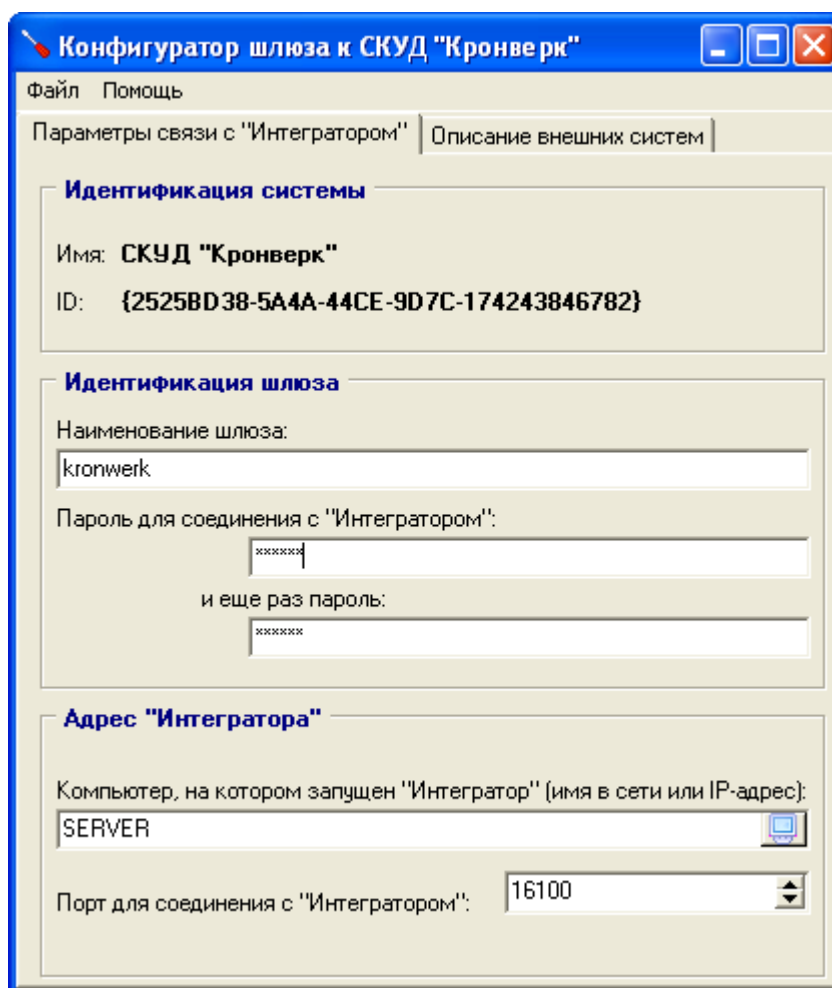 Конфигуратор шлюза к СКУД "Кронверк"
Файл Помощь
Параметры связи с "Интегратором" Описание внешних систем
Идентификация системы
Имя: СКУД "Кронверк"
ID: {2525BD38-5A4A-44CE-9D7C-174243846782}
Идентификация шлюза
Наименование шлюза:
kronwerk
Пароль для соединения с "Интегратором":
××××××
и еще раз пароль:
××××××
Адрес "Интегратора"
Компьютер, на котором запущен "Интегратор" (имя в сети или IP-адрес):
SERVER
Порт для соединения с "Интегратором": 16100